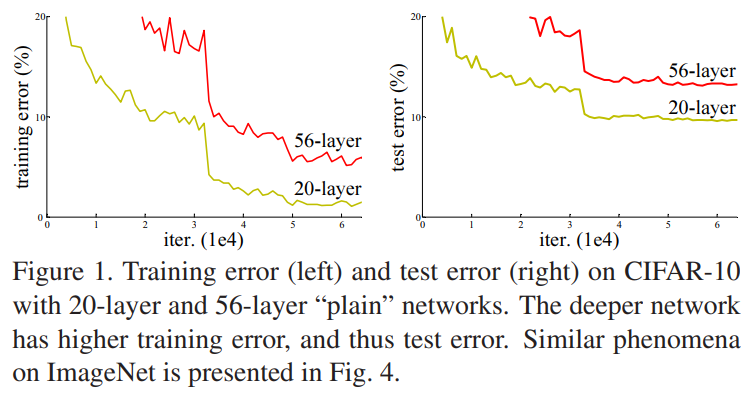 20
10
0
training error (%)
56-layer
20-layer
0 1 2 3 4 5 6
iter. (1e4)
20
10
0
test error (%)
56-layer
20-layer
0 1 2 3 4 5 6
iter. (1e4)
Figure 1. Training error (left) and test error (right) on CIFAR-10
with 20-layer and 56-layer “plain” networks. The deeper network
has higher training error, and thus test error. Similar phenomena
on ImageNet is presented in Fig. 4.